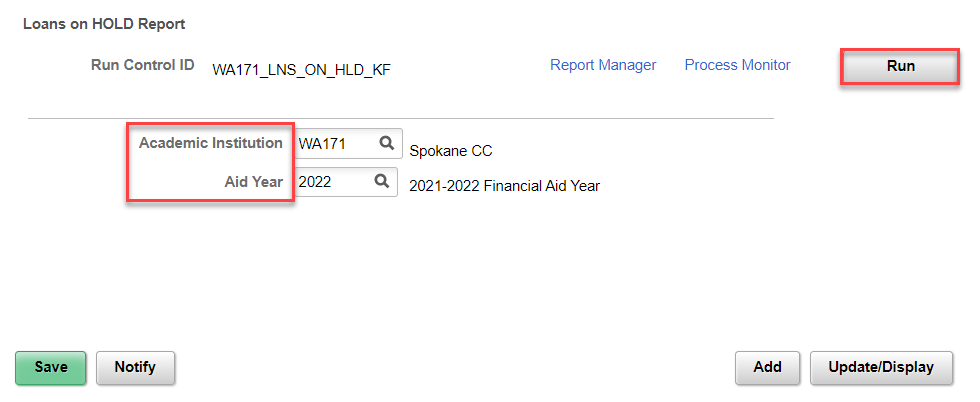 Loans on HOLD Report
Run Control ID WA171_LNS_ON_HLD_KF Report Manager Process Monitor Run
Academic Institution WA171 Spokane CC
Aid Year 2022 2021-2022 Financial Aid Year
Save Notify Add Update/Display